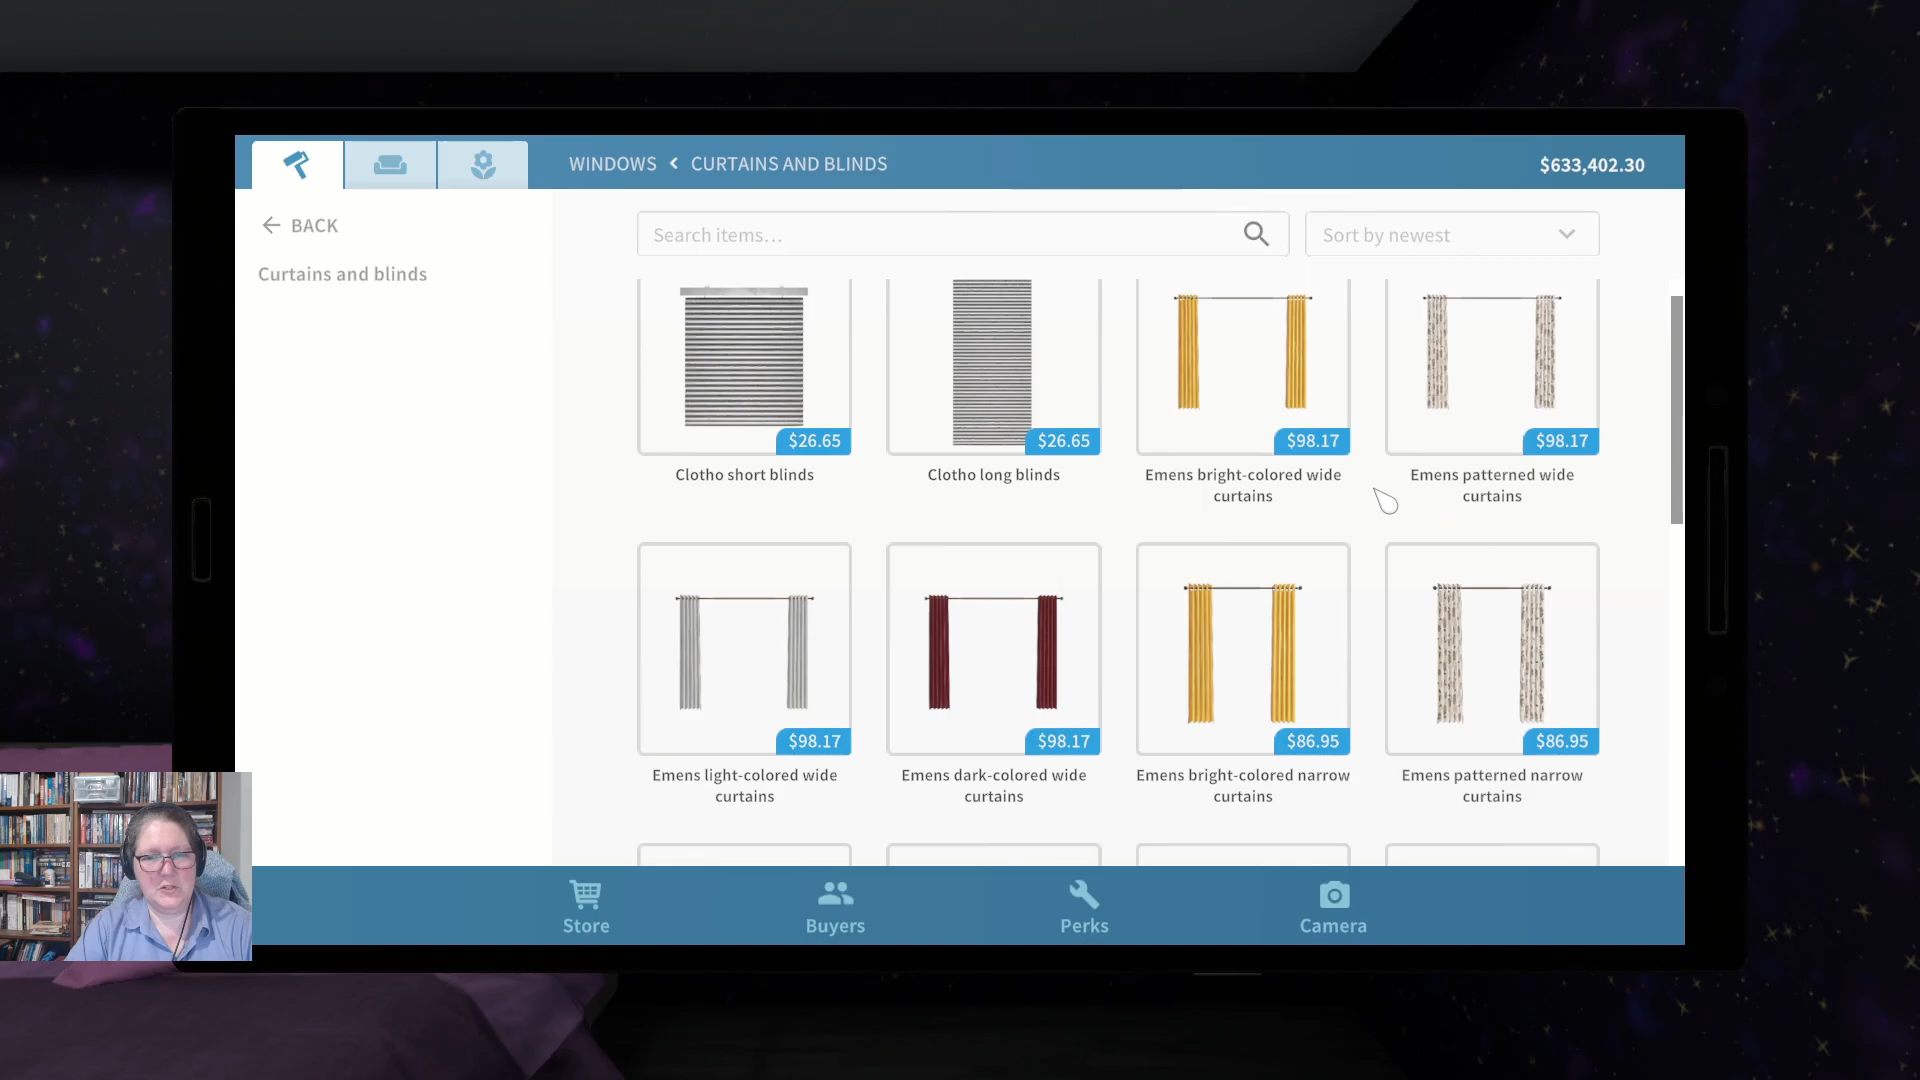 WINDOWS < CURTAINS AND BLINDS
$633,402.30
BACK
Curtains and blinds
Search items...
Sort by newest
$26.65
$26.65
$98.17
$98.17
Clotho short blinds
Clotho long blinds
Emens bright-colored wide
curtains
Emens patterned wide
curtains
$98.17
$98.17
$86.95
$86.95
Emens light-colored wide
curtains
Emens dark-colored wide
curtains
Emens bright-colored narrow
curtains
Emens patterned narrow
curtains
Store
Buyers
Perks
Camera